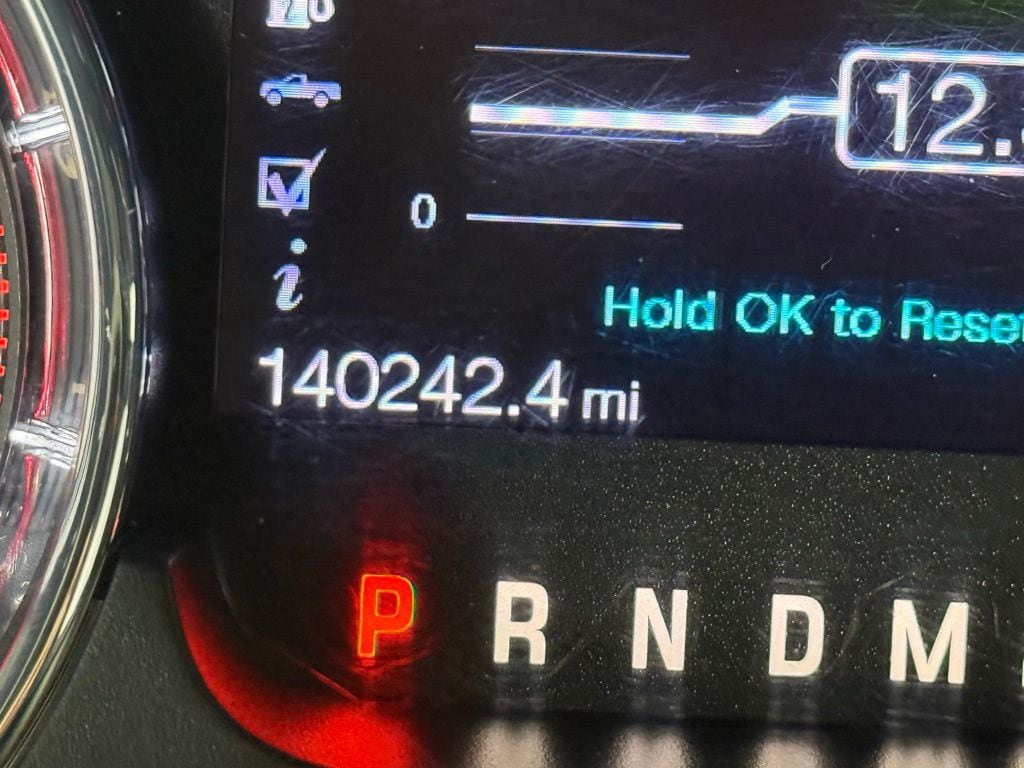 12.
0
Hold OK to Reset
140242.4 mi
P R N D M